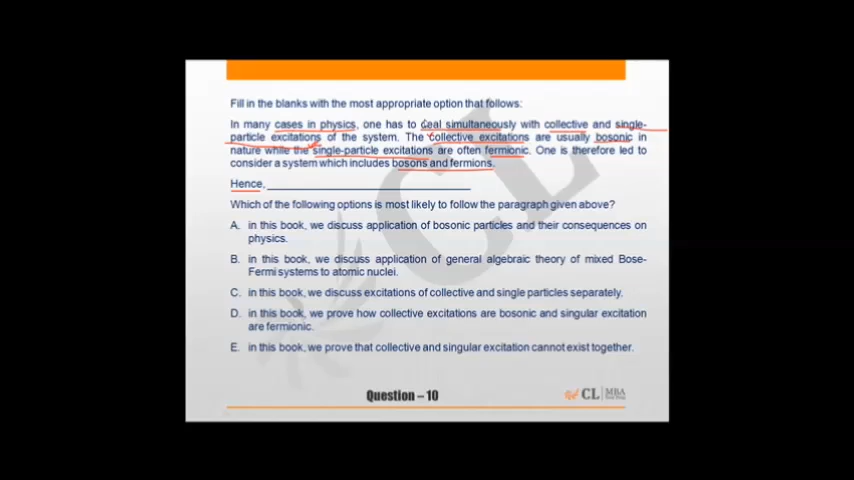 Fill in the blanks with the most appropriate option that follows:
In many cases in physics, one has to deal simultaneously with collective and single-
particle excitations of the system. The collective excitations are usually bosonic in
nature while the single-particle excitations are often fermionic. One is therefore led to
consider a system which includes bosons and fermions.
Hence, ____________________
Which of the following options is most likely to follow the paragraph given above?
A. in this book, we discuss application of bosonic particles and their consequences on
physics.
B. in this book, we discuss application of general algebraic theory of mixed Bose-
Fermi systems to atomic nuclei.
C. in this book, we discuss excitations of collective and single particles separately.
D. in this book, we prove how collective excitations are bosonic and singular excitation
are fermionic.
E. in this book, we prove that collective and singular excitation cannot exist together.
Question – 10
CL MBA